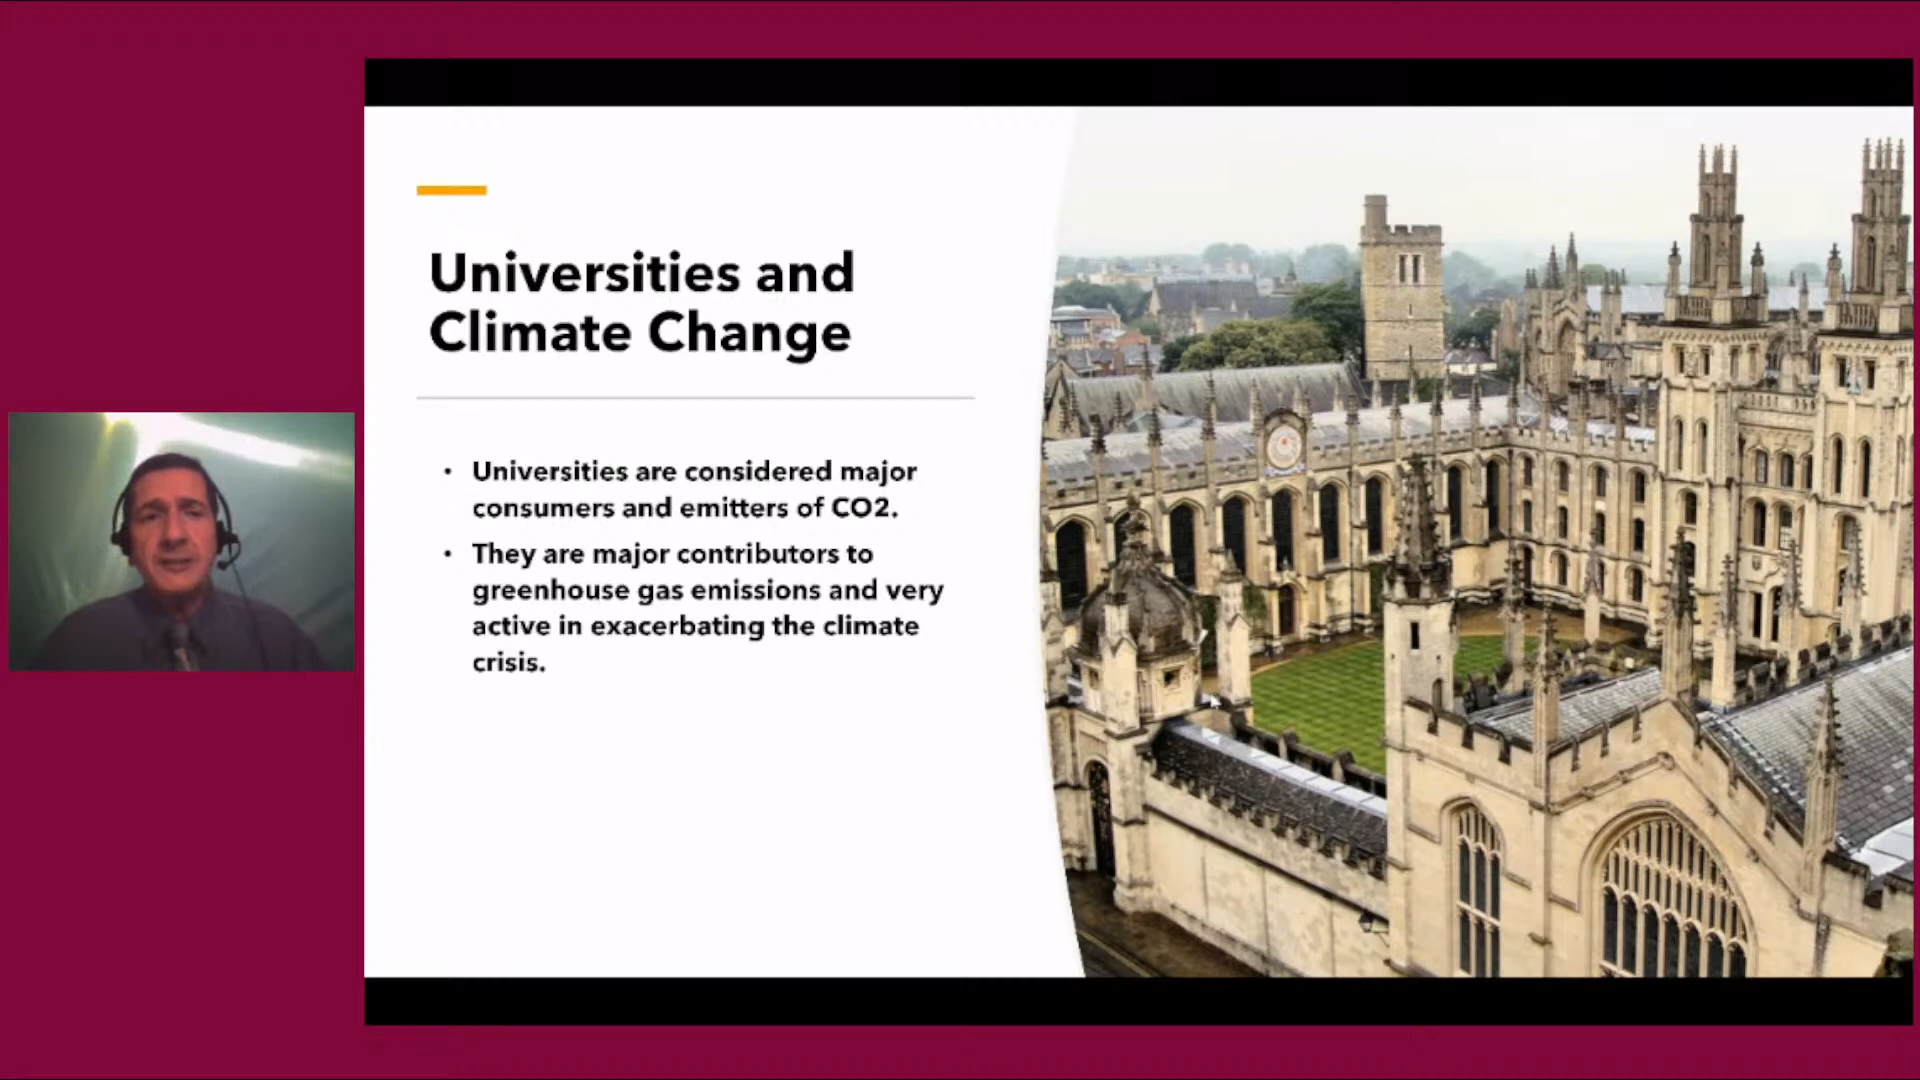 Universities and
Climate Change
• Universities are considered major
consumers and emitters of CO2.
• They are major contributors to
greenhouse gas emissions and very
active in exacerbating the climate
crisis.